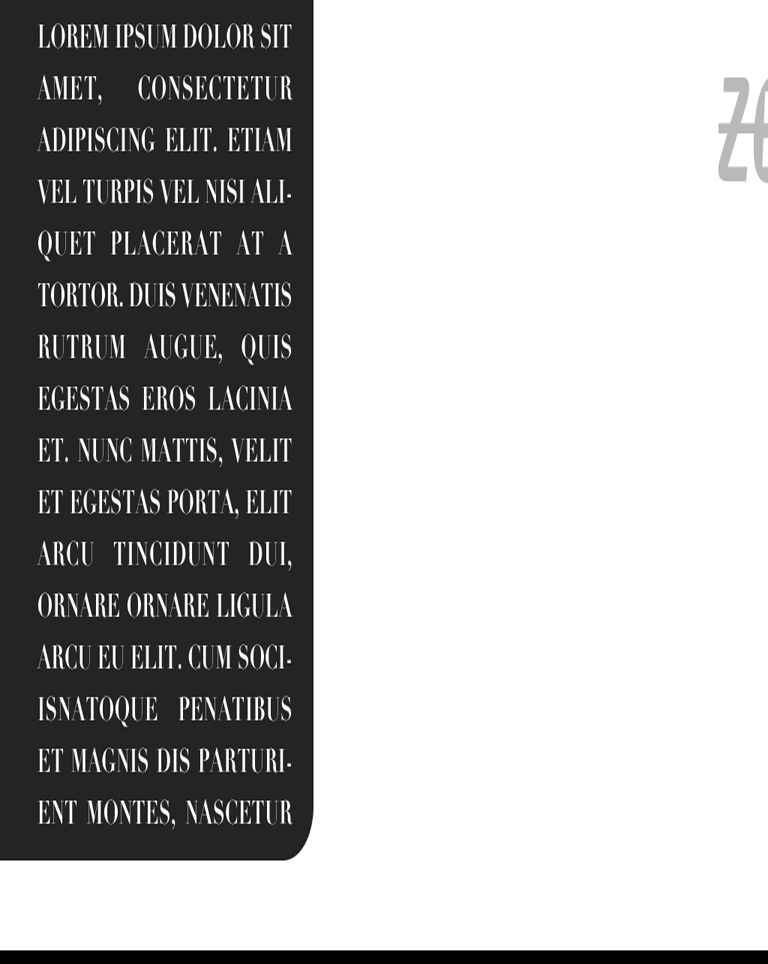 LOREM IPSUM DOLOR SIT
AMET, CONSECTETUR
ADIPISCING ELIT. ETIAM
VEL TURPIS VEL NISI ALI-
QUET PLACERAT AT A
TORTOR. DUIS VENENATIS
RUTRUM AUGUE, QUIS
EGESTAS EROS LACINIA
ET. NUNC MATTIS, VELIT
ET EGESTAS PORTA, ELIT
ARCU TINCIDUNT DUI,
ORNARE ORNARE LIGULA
ARCU EU ELIT. CUM SOCI-
ISNATOQUE PENATIBUS
ET MAGNIS DIS PARTURI-
ENT MONTES, NASCETUR